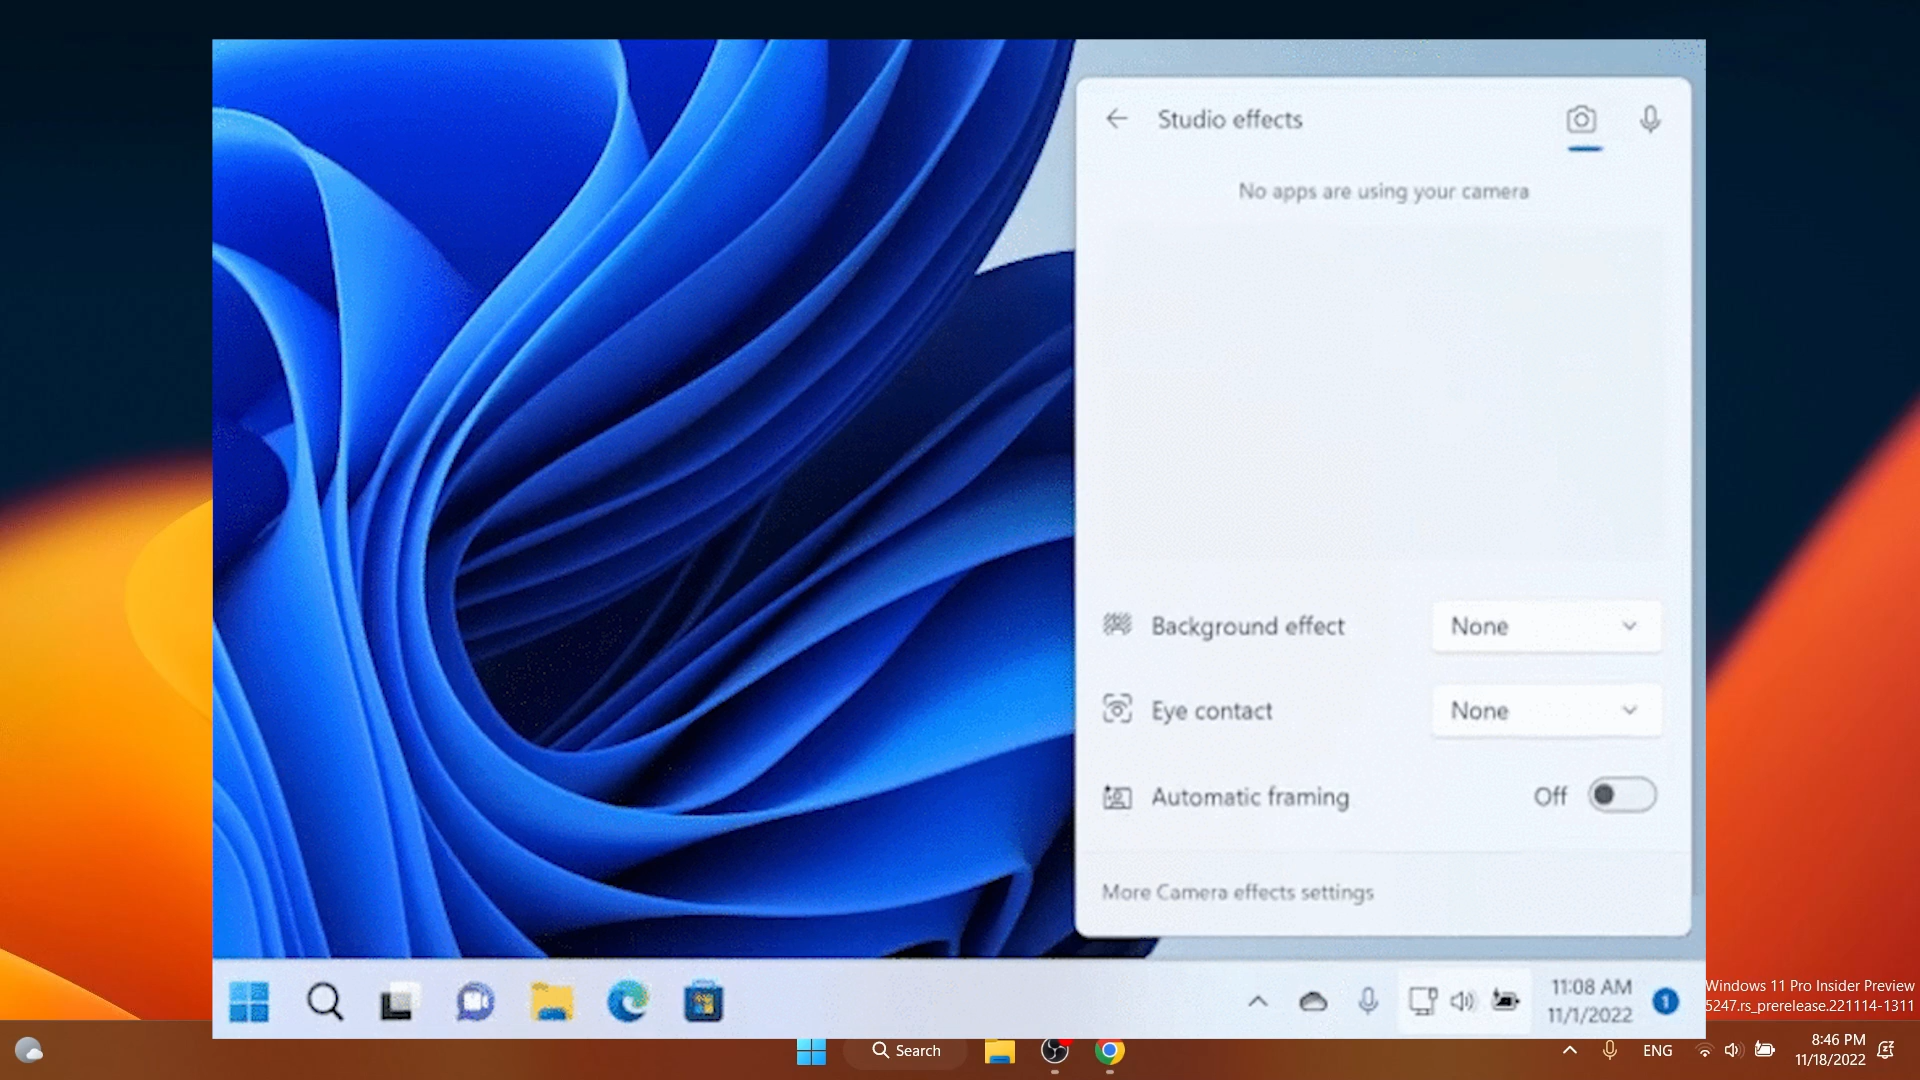 Studio effects
No apps are using your camera
Background effect
None
Eye contact
None
Automatic framing
Off
More Camera effects settings
11:08 AM
11/1/2022
1
Windows 11 Pro Insider Preview
5247.rs_prerelease.221114-1311
Search
ENG
8:46 PM
11/18/2022